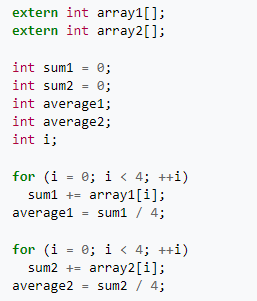 extern int array1[];
extern int array2[];

int sum1 = 0;
int sum2 = 0;
int average1;
int average2;
int i;

for (i = 0; i < 4; ++i)
  sum1 += array1[i];
average1 = sum1 / 4;

for (i = 0; i < 4; ++i)
  sum2 += array2[i];
average2 = sum2 / 4;